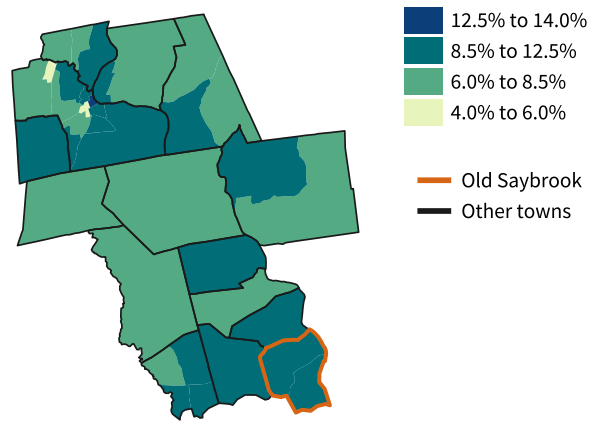 12.5% to 14.0%
8.5% to 12.5%
6.0% to 8.5%
4.0% to 6.0%
Old Saybrook
Other towns